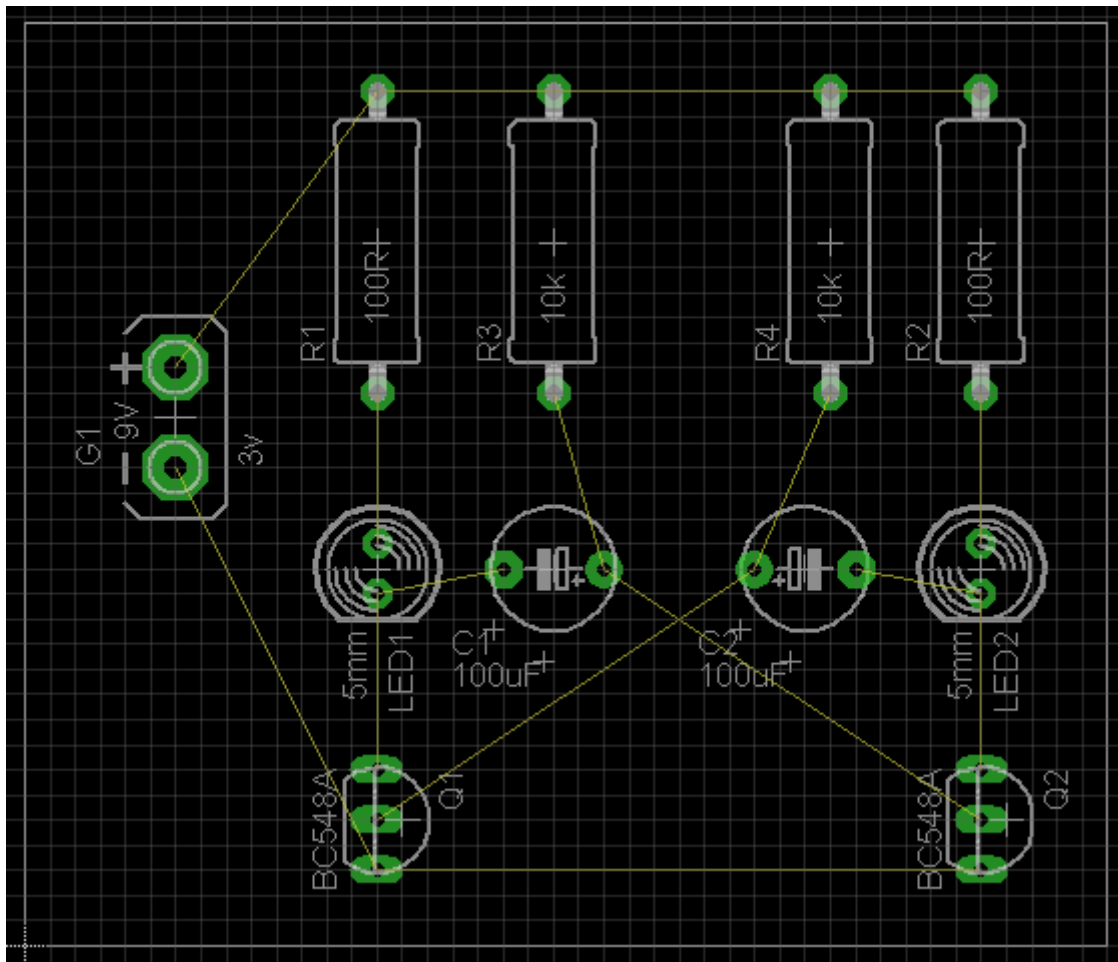 R1
100R
R3
10k
R4
10k
R2
100R
+
-
G1
9V
3v
5mm
LED1
C1
100uF
C2
100uF
5mm
LED2
BC548A
Q1
BC548A
Q2